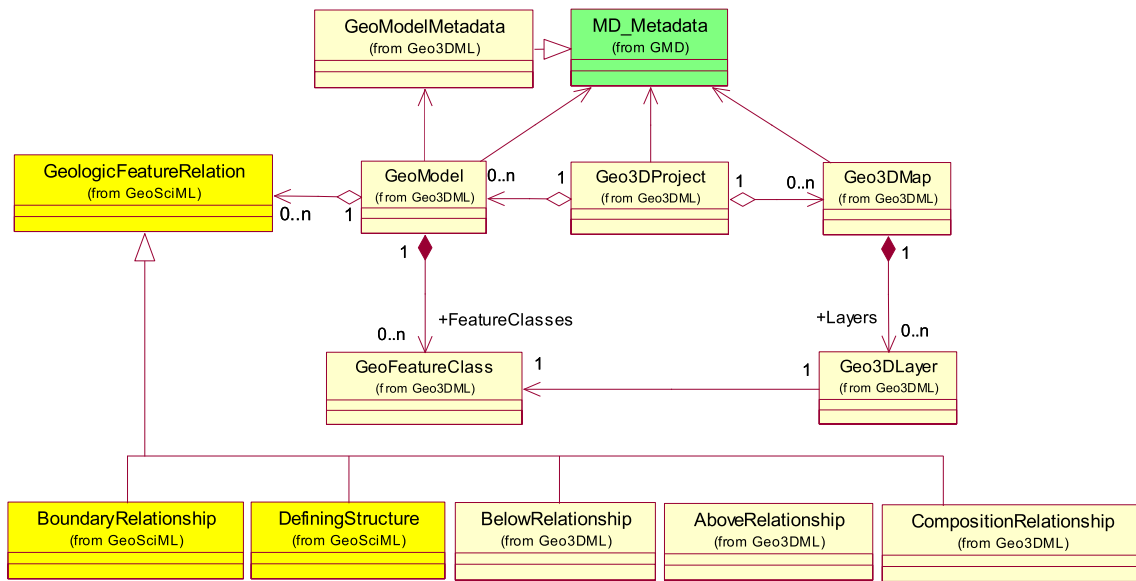 GeoModelMetadata
(from Geo3DML)
MD_Metadata
(from GMD)
GeologicFeatureRelation
(from GeoSciML)
0..n
1
GeoModel
(from Geo3DML)
0..n
1
Geo3DProject
(from Geo3DML)
1
0..n
Geo3DMap
(from Geo3DML)
1
+FeatureClasses
0..n
1
+Layers
0..n
GeoFeatureClass
(from Geo3DML)
1
1
Geo3DLayer
(from Geo3DML)
BoundaryRelationship
(from GeoSciML)
DefiningStructure
(from GeoSciML)
BelowRelationship
(from Geo3DML)
AboveRelationship
(from Geo3DML)
CompositionRelationship
(from Geo3DML)